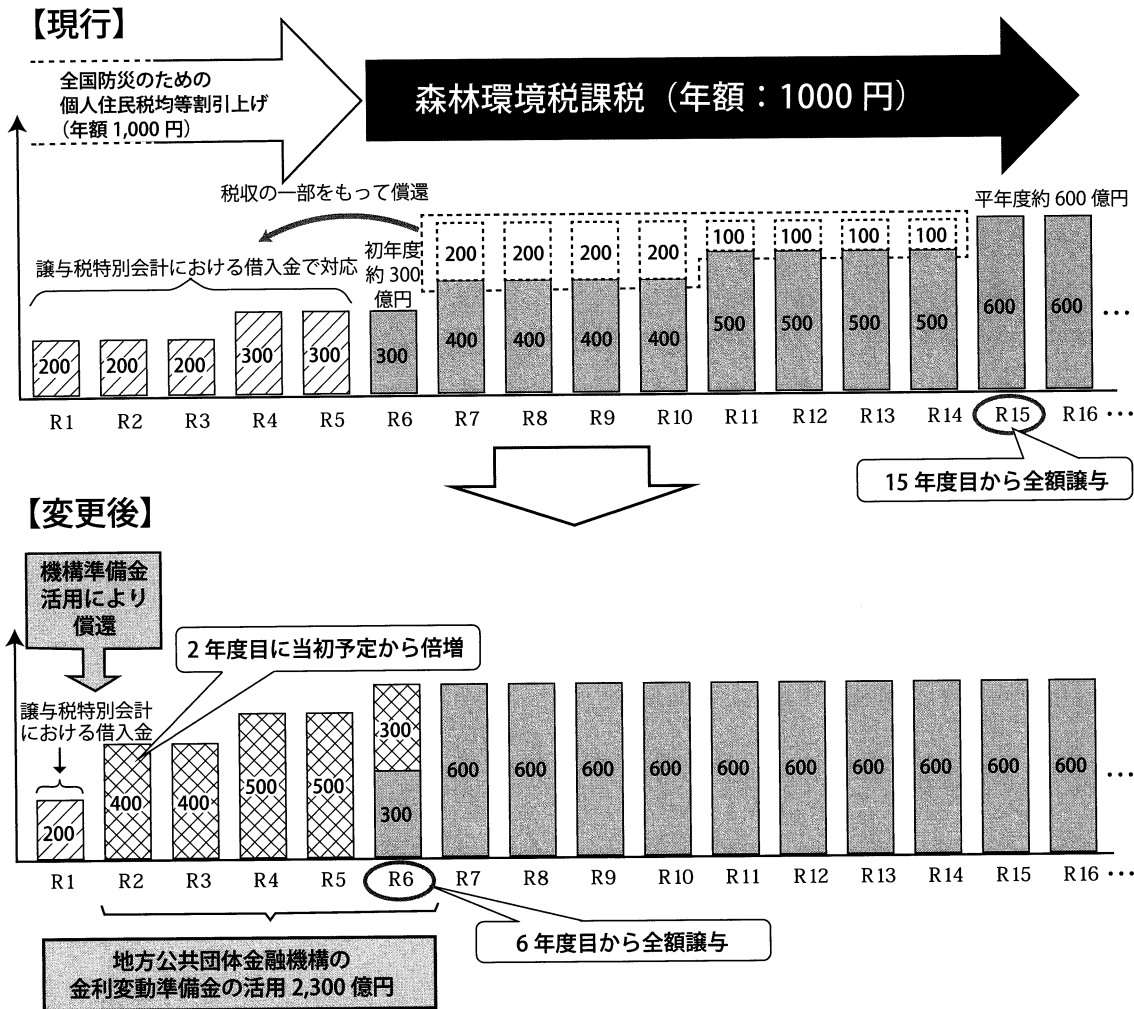 【現行】
全国防災のための
個人住民税均等割引上げ
(年額 1,000 円)
森林環境税課税(年額:1000 円)
税収の一部をもって償還
平年度約 600 億円
譲与税特別会計における借入金で対応
初年度
約 300
億円
200 200 200 200 100 100 100 100
200 200 200 300 300 300 400 400 400 400 500 500 500 500 600 600 …
R1 R2 R3 R4 R5 R6 R7 R8 R9 R10 R11 R12 R13 R14 R15 R16 …
15 年度目から全額譲与
【変更後】
機構準備金
活用により
償還
2 年度目に当初予定から倍増
譲与税特別会計
における借入金
300
200 400 400 500 500 300 600 600 600 600 600 600 600 600 600 600 …
R1 R2 R3 R4 R5 R6 R7 R8 R9 R10 R11 R12 R13 R14 R15 R16 …
6 年度目から全額譲与
地方公共団体金融機構の
金利変動準備金の活用 2,300 億円